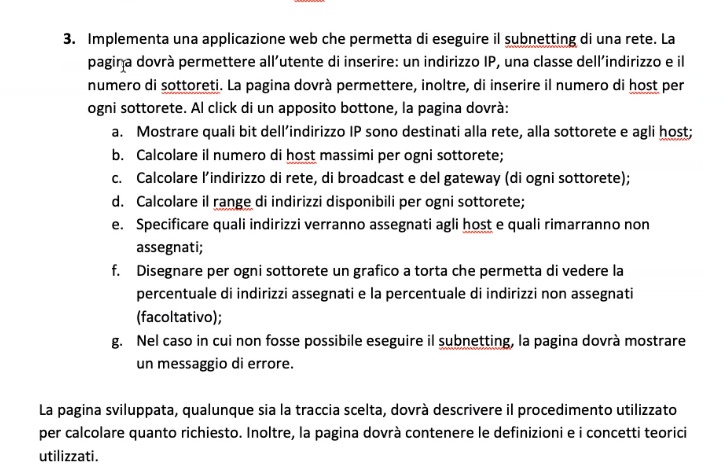 3. Implementa una applicazione web che permetta di eseguire il subnetting di una rete. La
pagina dovrà permettere all'utente di inserire: un indirizzo IP, una classe dell'indirizzo e il
numero di sottoreti. La pagina dovrà permettere, inoltre, di inserire il numero di host per
ogni sottorete. Al click di un apposito bottone, la pagina dovrà:
a. Mostrare quali bit dell'indirizzo IP sono destinati alla rete, alla sottorete e agli host;
b. Calcolare il numero di host massimi per ogni sottorete;
c. Calcolare l'indirizzo di rete, di broadcast e del gateway (di ogni sottorete);
d. Calcolare il range di indirizzi disponibili per ogni sottorete;
e. Specificare quali indirizzi verranno assegnati agli host e quali rimarranno non
assegnati;
f. Disegnare per ogni sottorete un grafico a torta che permetta di vedere la
percentuale di indirizzi assegnati e la percentuale di indirizzi non assegnati
(facoltativo);
g. Nel caso in cui non fosse possibile eseguire il subnetting, la pagina dovrà mostrare
un messaggio di errore.
La pagina sviluppata, qualunque sia la traccia scelta, dovrà descrivere il procedimento utilizzato
per calcolare quanto richiesto. Inoltre, la pagina dovrà contenere le definizioni e i concetti teorici
utilizzati.